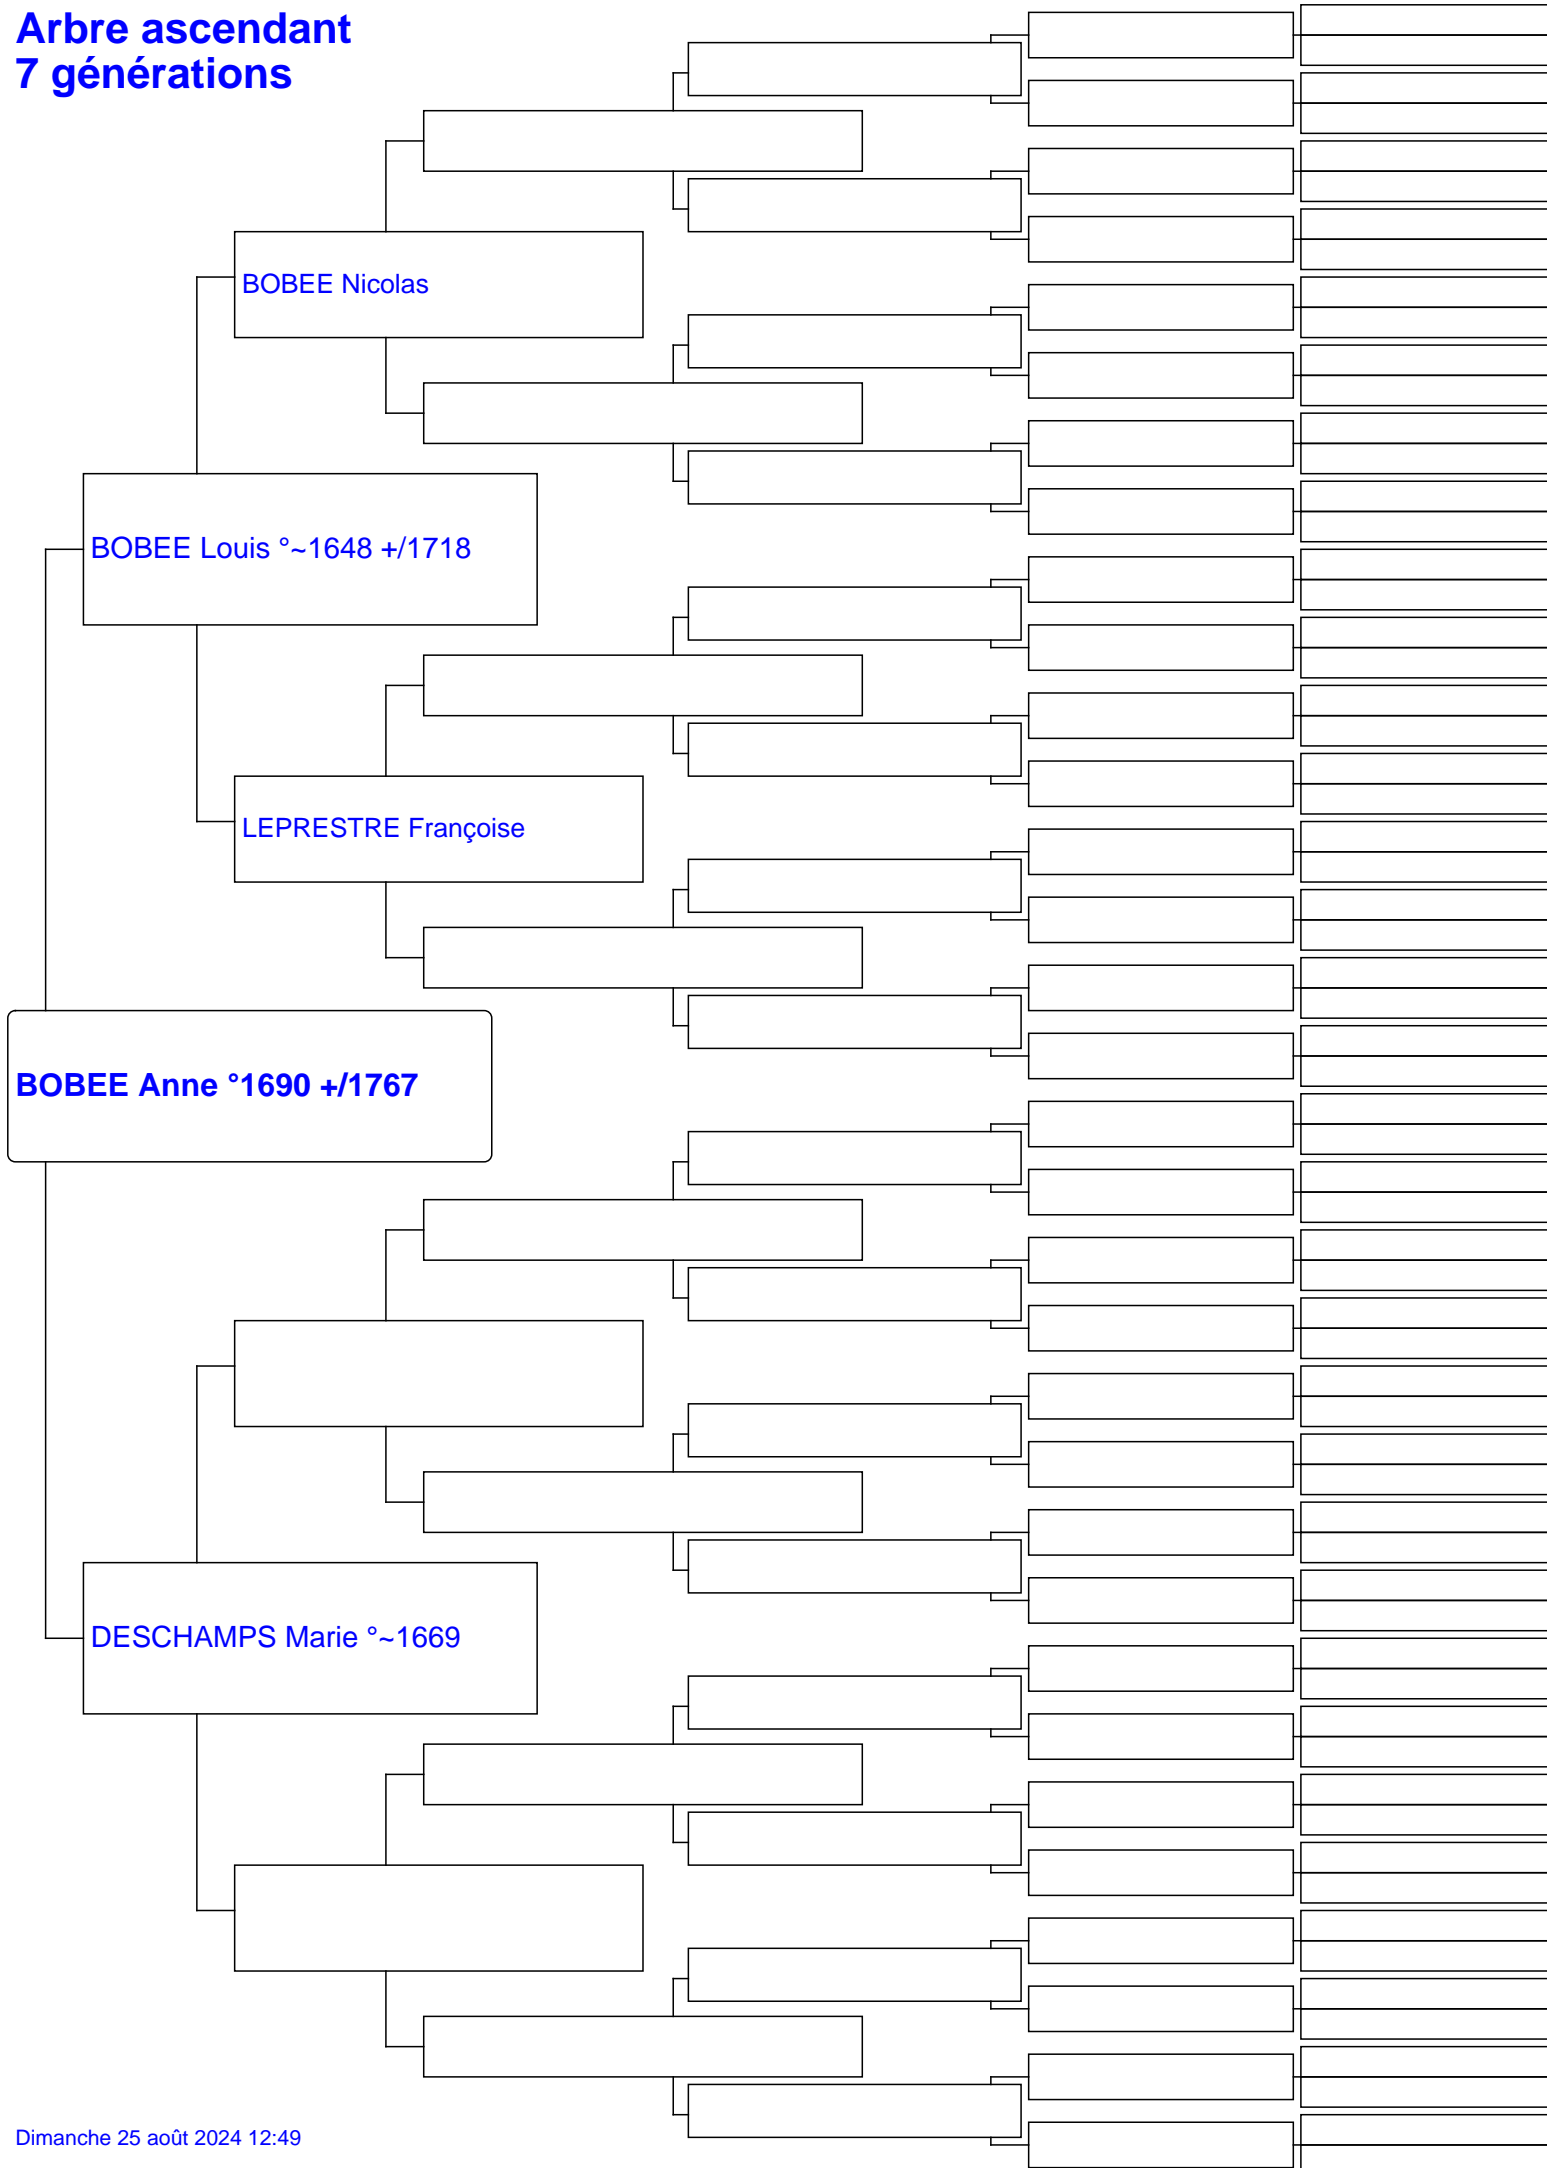 Arbre ascendant
7 générations
BOBEE Nicolas
BOBEE Louis °~1648 +/1718
LEPRESTRE Françoise
BOBEE Anne °1690 +/1767
DESCHAMPS Marie °~1669
Dimanche 25 août 2024 12:49